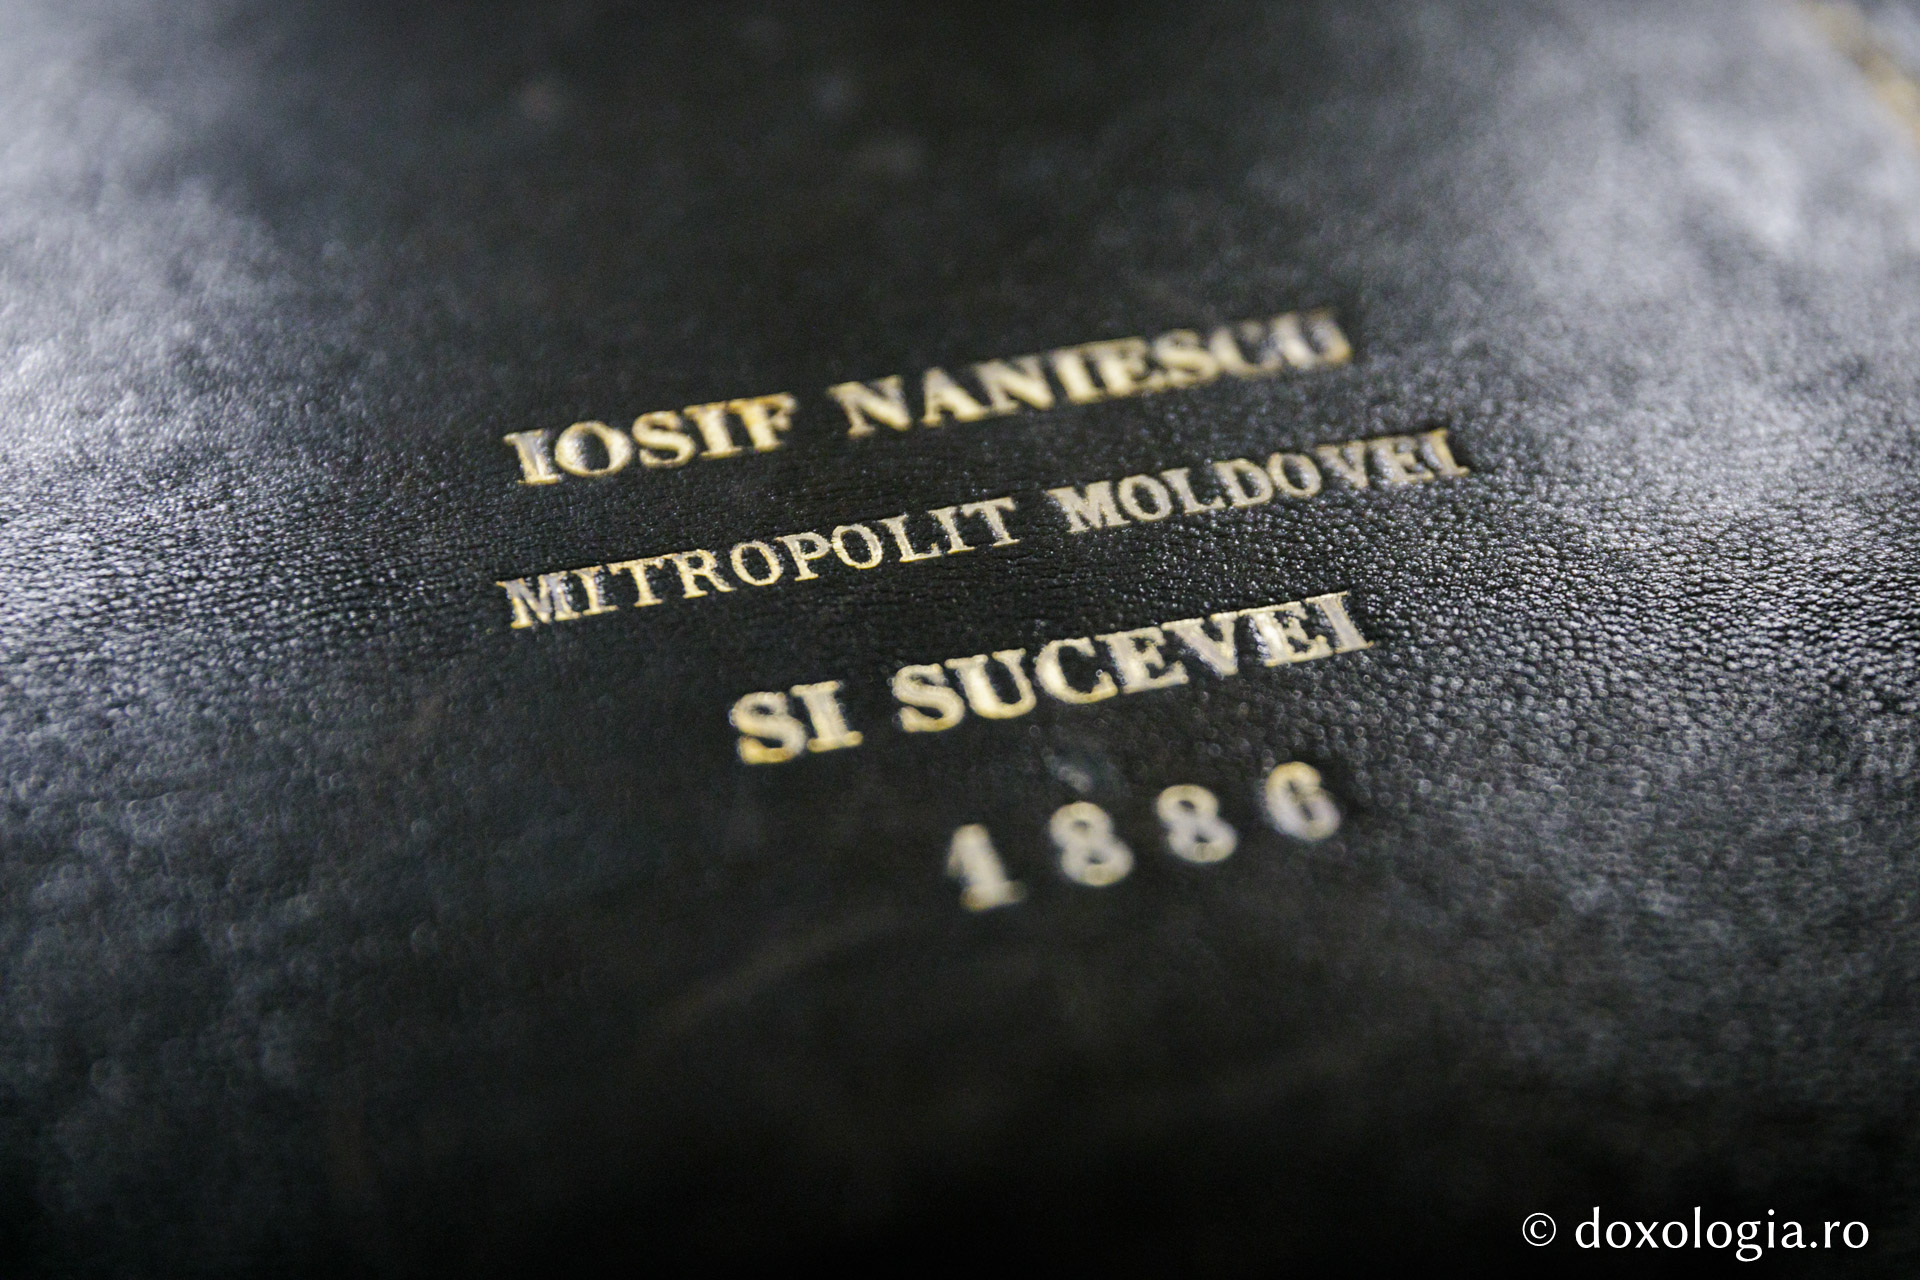 IOSIF NANIESCU
MITROPOLIT MOLDOVEI
SI SUCEVEI
1886
© doxologia.ro